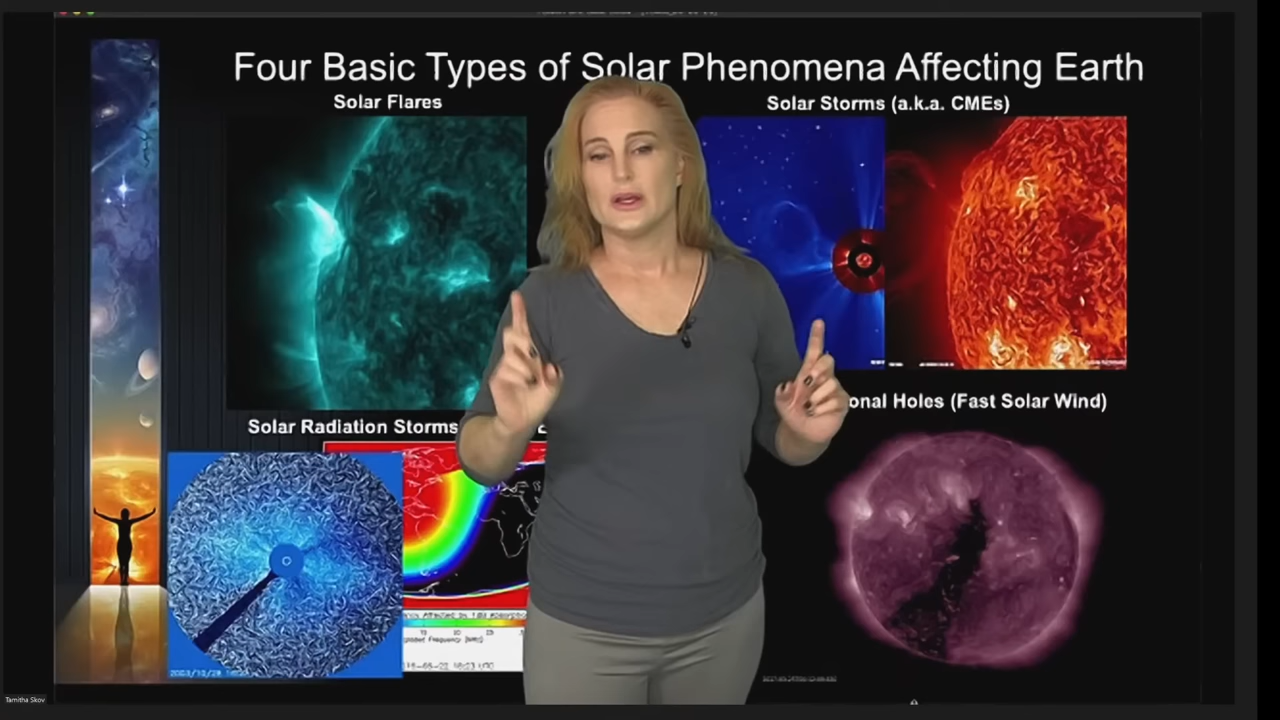 Four Basic Types of Solar Phenomena Affecting Earth
Solar Flares
Solar Storms (a.k.a. CMEs)
Solar Radiation Storms
onal Holes (Fast Solar Wind)
Tamitha Skov